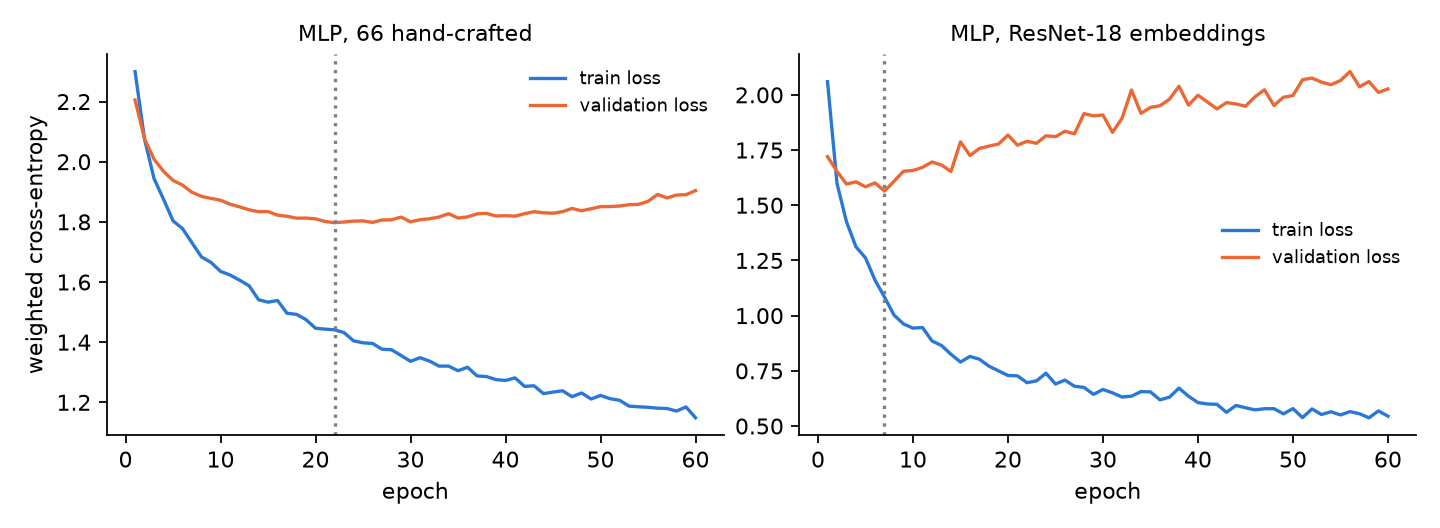 MLP, 66 hand-crafted
weighted cross-entropy
2.2
2.0
1.8
1.6
1.4
1.2
0 10 20 30 40 50 60
epoch
train loss
validation loss
MLP, ResNet-18 embeddings
2.00
1.75
1.50
1.25
1.00
0.75
0.50
0 10 20 30 40 50 60
epoch
train loss
validation loss